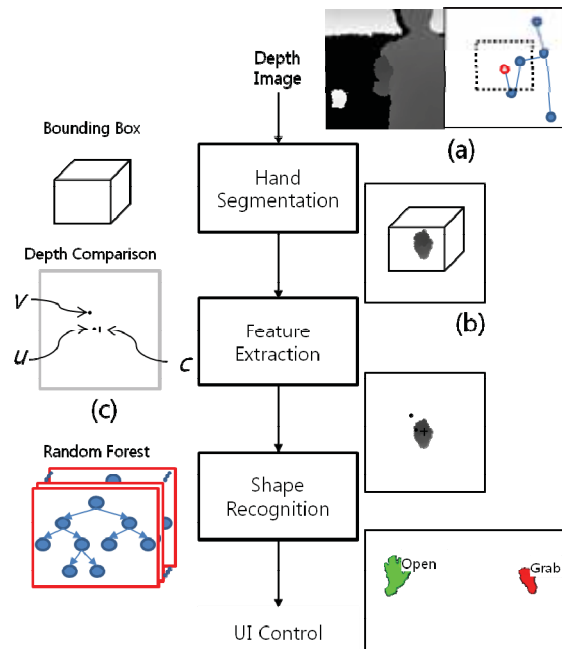 Depth
Image
(a)
Bounding Box
Hand
Segmentation
Depth Comparison
(b)
v
u
c
Feature
Extraction
(c)
Random Forest
Shape
Recognition
Open
Grab
UI Control